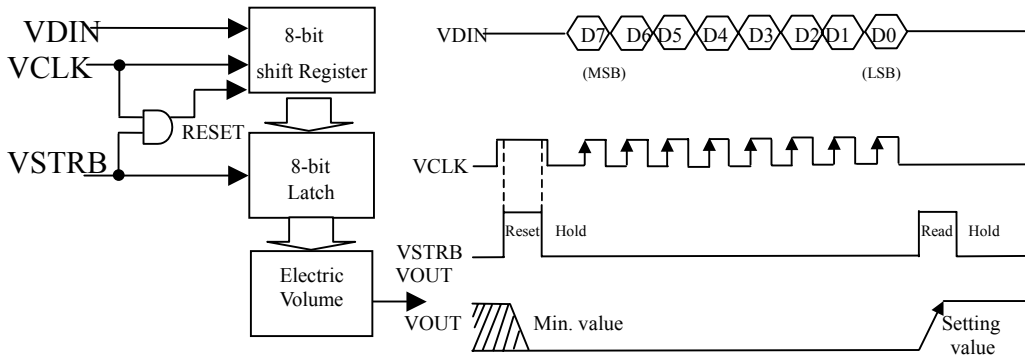 VDIN
VCLK
VSTRB
8-bit
shift Register
RESET
8-bit
Latch
Electric
Volume
VDIN
D7 D6 D5 D4 D3 D2 D1 D0
(MSB) (LSB)
VCLK
Reset Hold Read Hold
VSTRB
VOUT
VOUT
Min. value
Setting
value